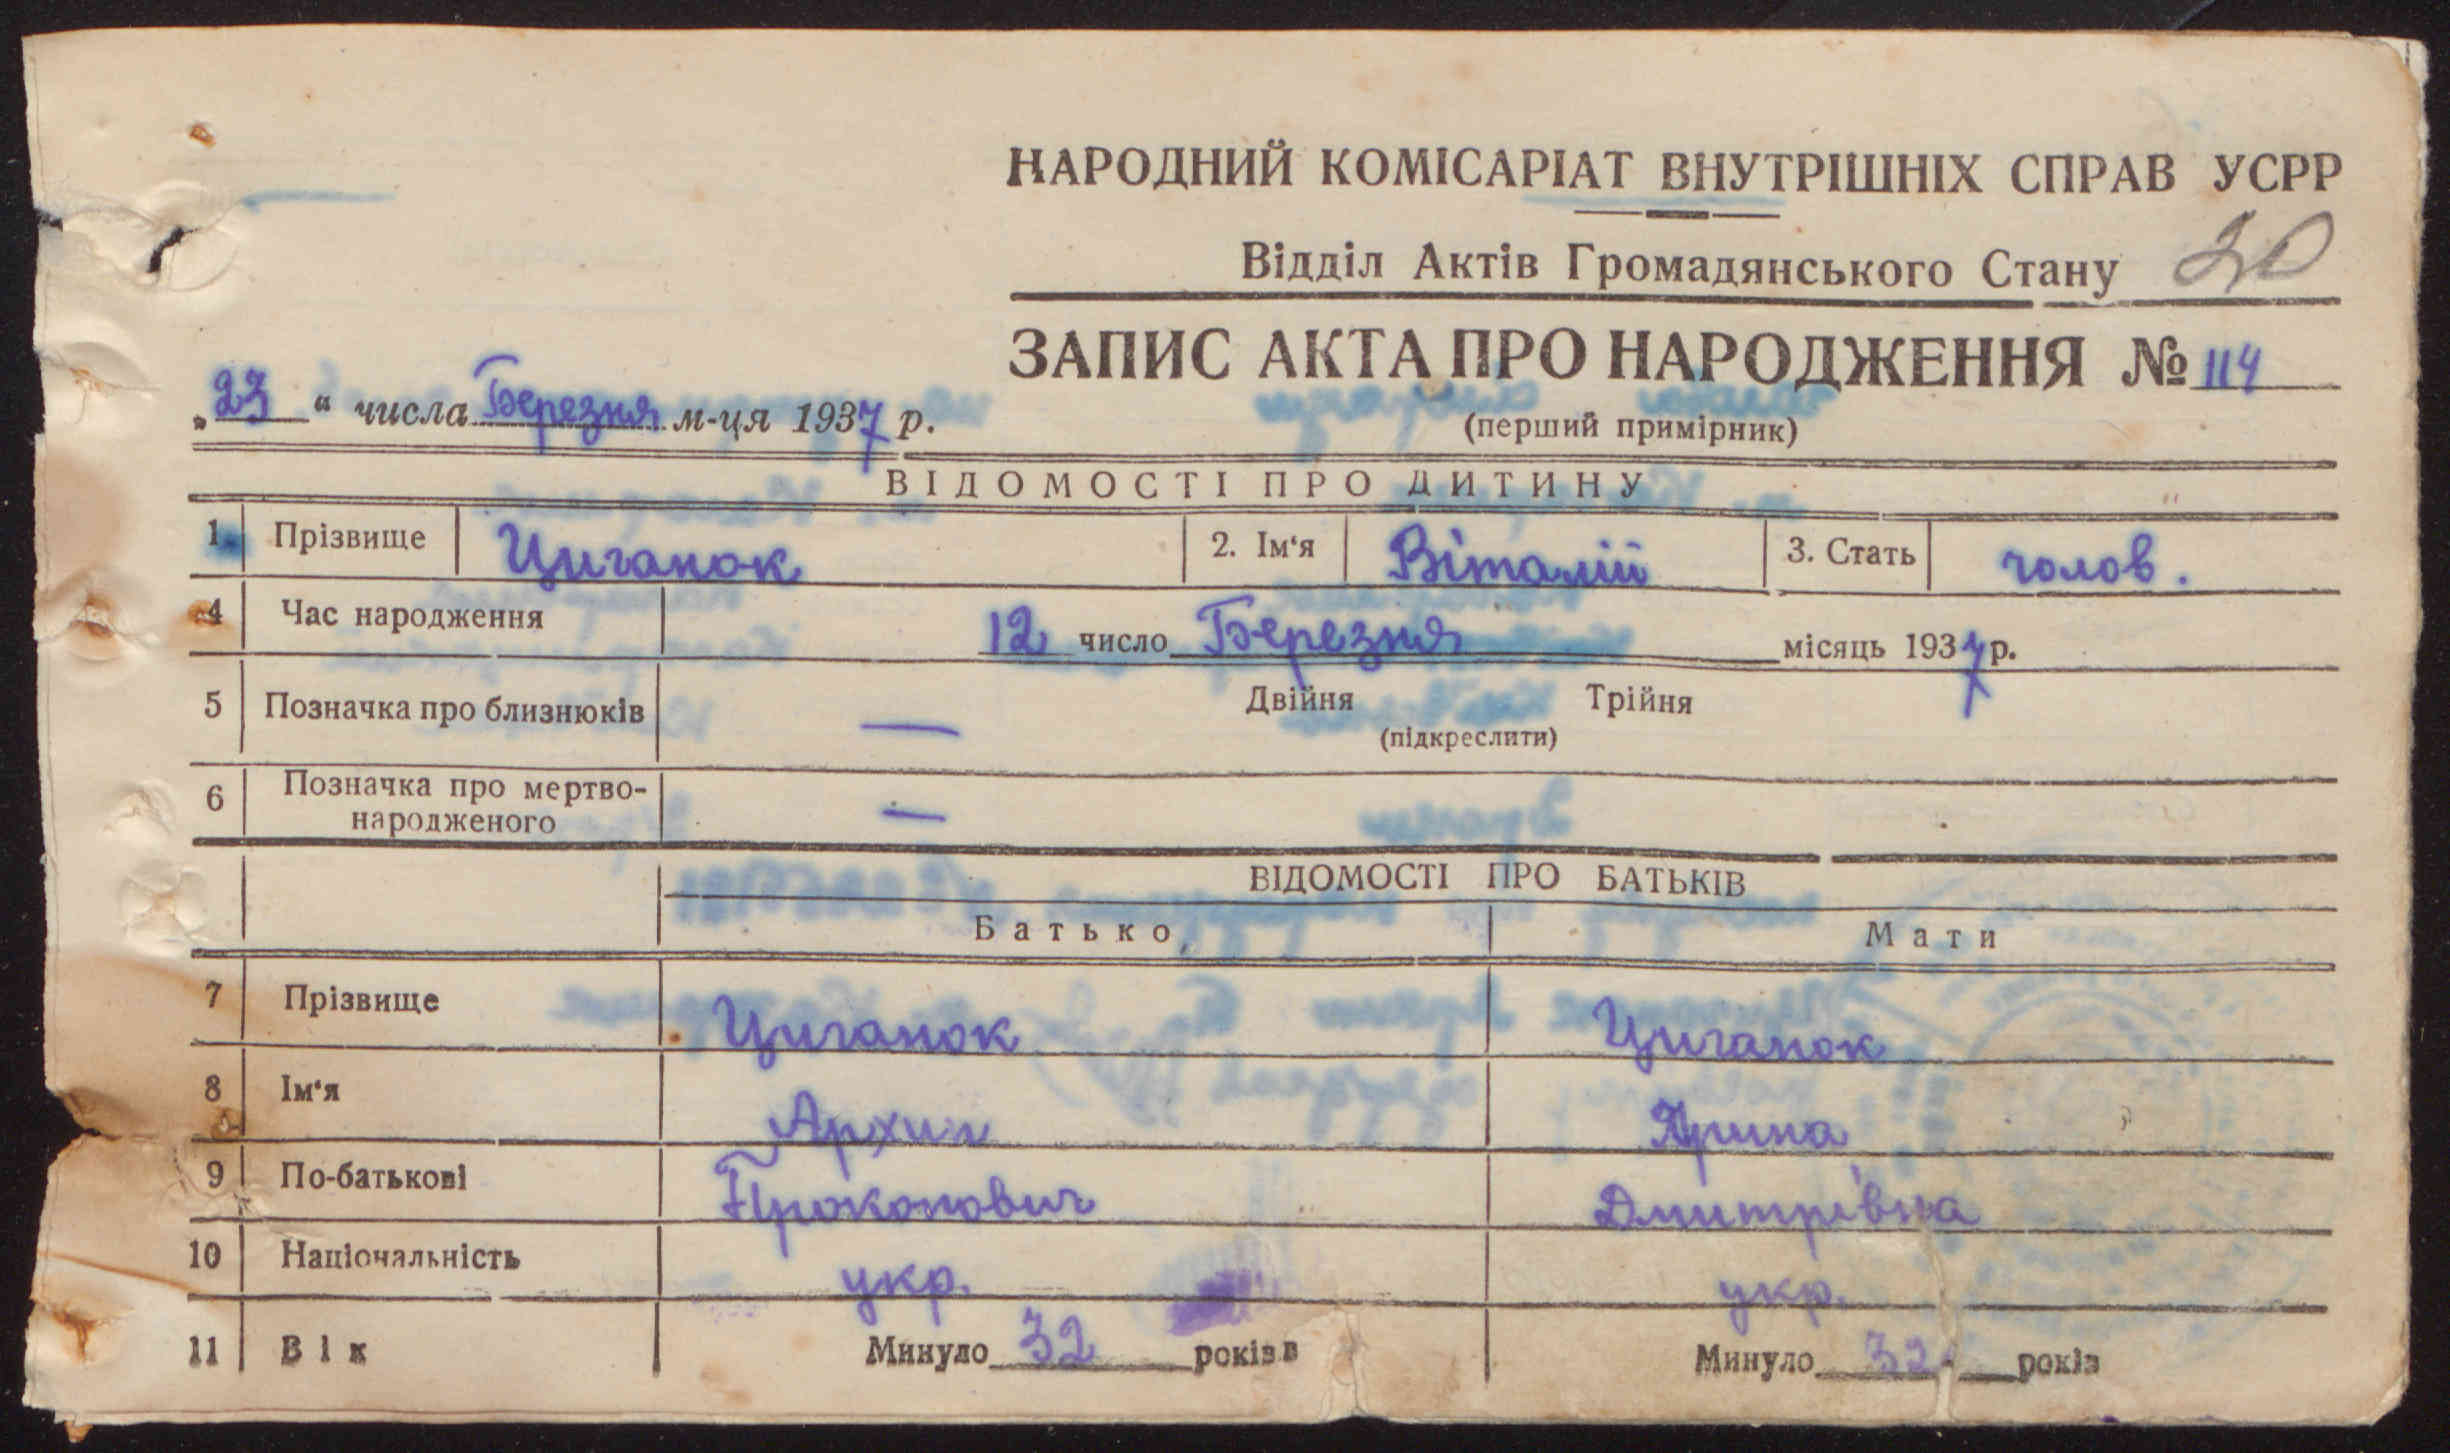 НАРОДНИЙ КОМІСАРІАТ ВНУТРІШНІХ СПРАВ УСРР
Відділ Актів Громадянського Стану
ЗАПИС АКТА ПРО НАРОДЖЕННЯ № 114
„23“ числа Березня м-ця 1937 р.
(перший примірник)
ВІДОМОСТІ ПРО ДИТИНУ
1 Прізвище Циганок 2. Ім'я Віталій 3. Стать чолов.
4 Час народження 12 число Березня місяць 1937 р.
5 Позначка про близнюків — Двійня Трійня
(підкреслити)
6 Позначка про мертво-
народженого —
ВІДОМОСТІ ПРО БАТЬКІВ
Батько Мати
7 Прізвище Циганок Циганок
8 Ім'я Архип Ярина
9 По-батькові Прокопович Дмитрівна
10 Національність укр. укр.
11 Вік Минуло 32 років Минуло 32 років